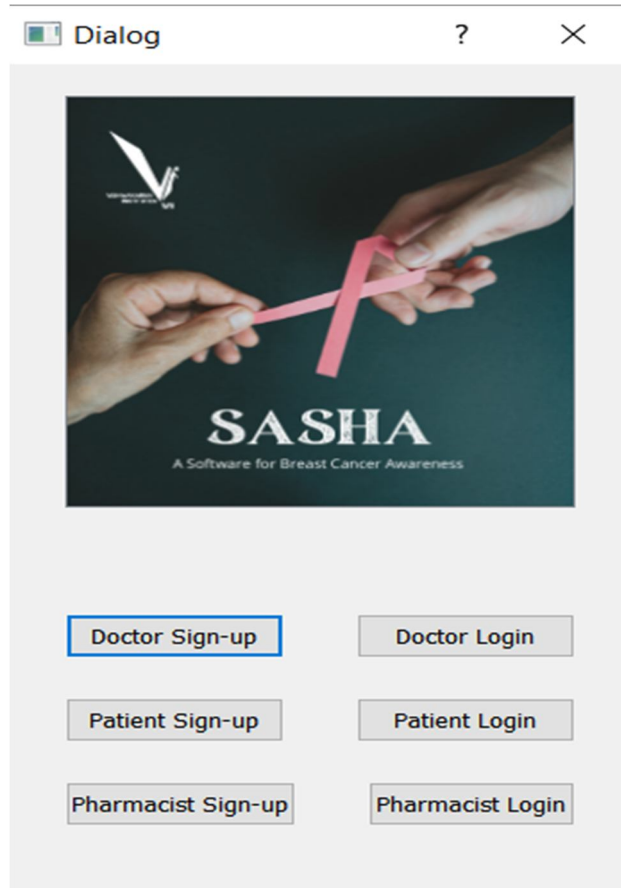 Dialog ?
SASHA
A Software for Breast Cancer Awareness
Doctor Sign-up Doctor Login
Patient Sign-up Patient Login
Pharmacist Sign-up Pharmacist Login